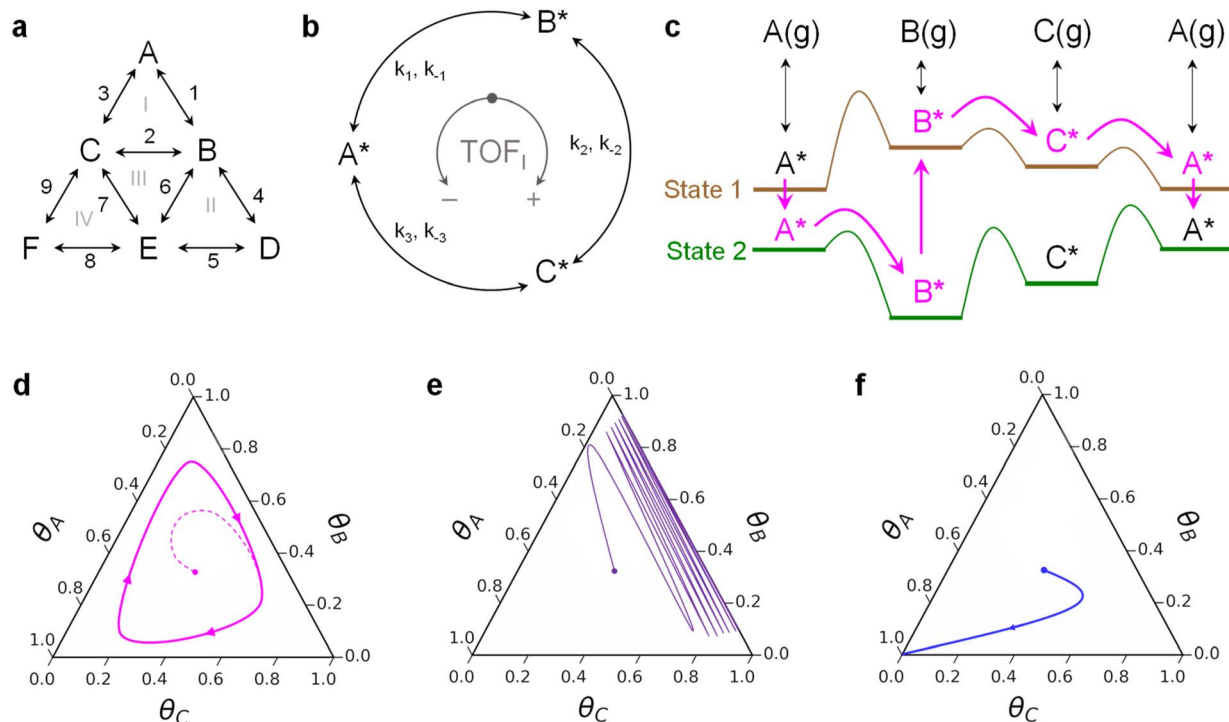 a
A
3
I
1
C
2
B
9
III
6
4
7
II
IV
F
8
E
5
D
b
B*
k1, k-1
A*
TOFI
k2, k-2
− +
k3, k-3
C*
c
A(g) B(g) C(g) A(g)
B*
C*
A* A*
State 1
A* A*
State 2
C*
B*
d
0.0
1.0
0.2
0.8
0.4
0.6
θA
θB
0.6
0.4
0.8
0.2
1.0
0.0
0.0 0.2 0.4 0.6 0.8 1.0
θC
e
0.0
1.0
0.2
0.8
0.4
0.6
θA
θB
0.6
0.4
0.8
0.2
1.0
0.0
0.0 0.2 0.4 0.6 0.8 1.0
θC
f
0.0
1.0
0.2
0.8
0.4
0.6
θA
θB
0.6
0.4
0.8
0.2
1.0
0.0
0.0 0.2 0.4 0.6 0.8 1.0
θC